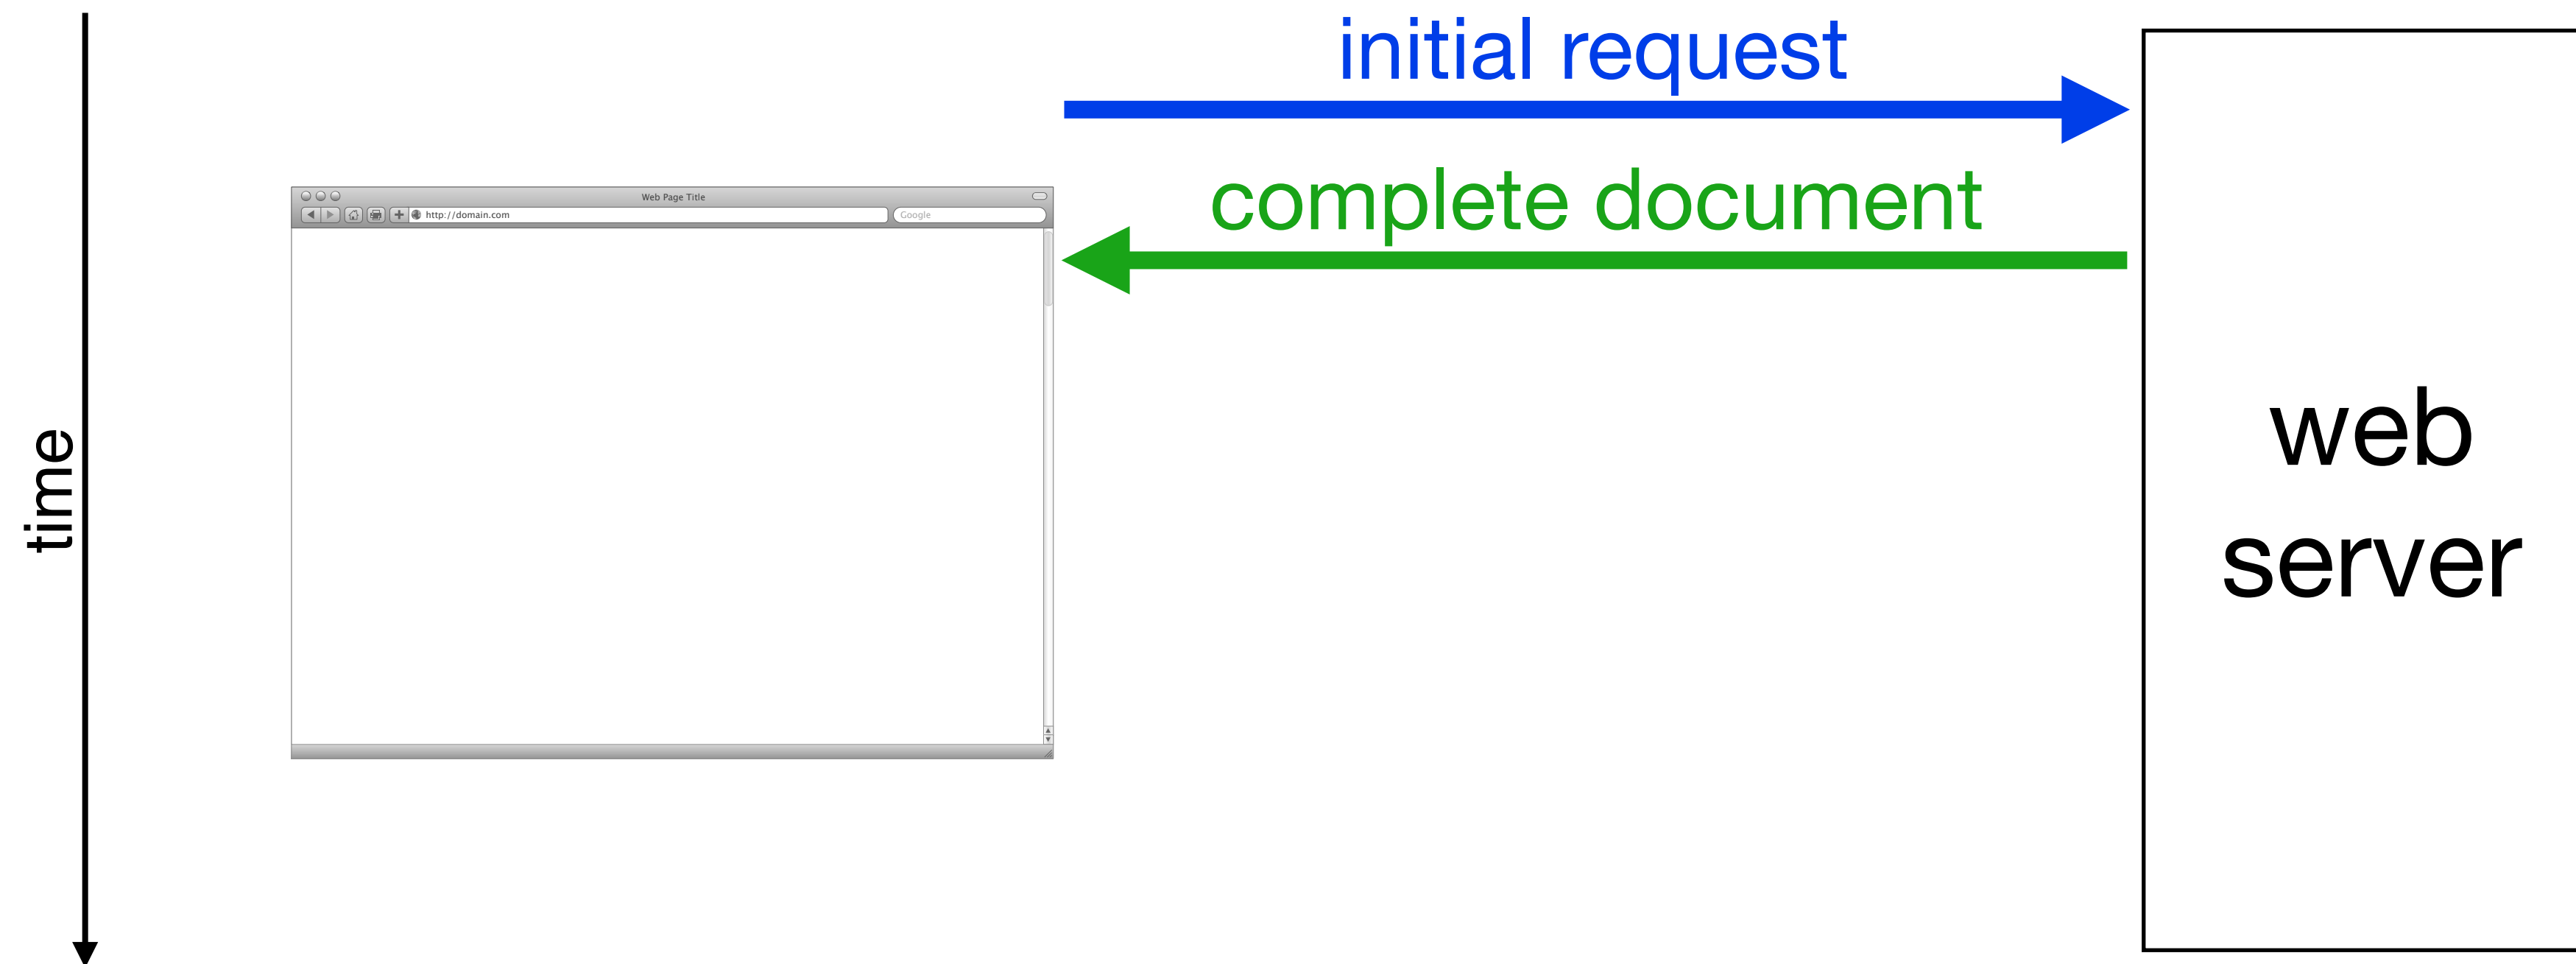 initial request
complete document
Web Page Title
http://domain.com
Google
time
web
server